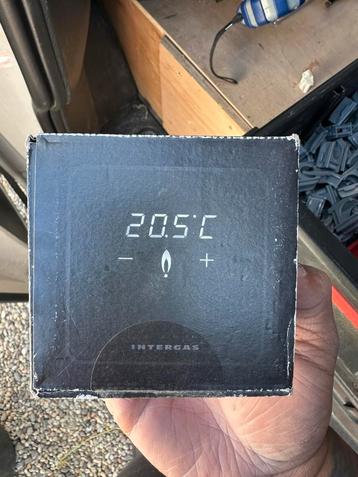 20.5°C
- +
INTERGAS